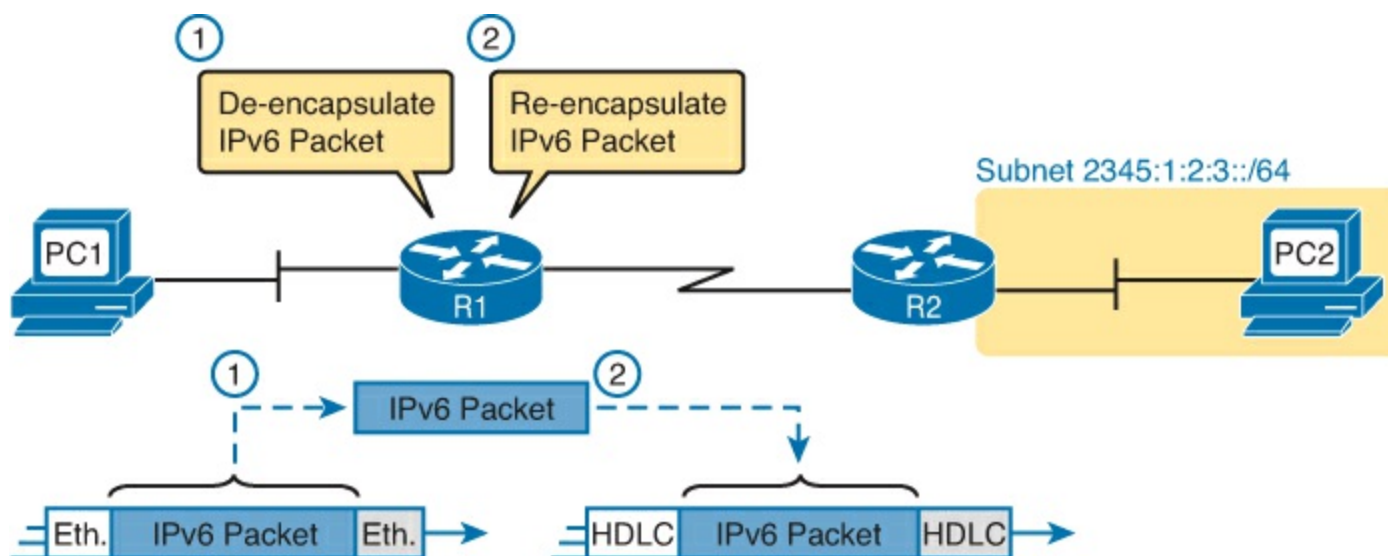 1
2
De-encapsulate
IPv6 Packet
Re-encapsulate
IPv6 Packet
Subnet 2345:1:2:3::/64
PC1
R1
R2
PC2
1
IPv6 Packet
2
Eth.
IPv6 Packet
Eth.
HDLC
IPv6 Packet
HDLC